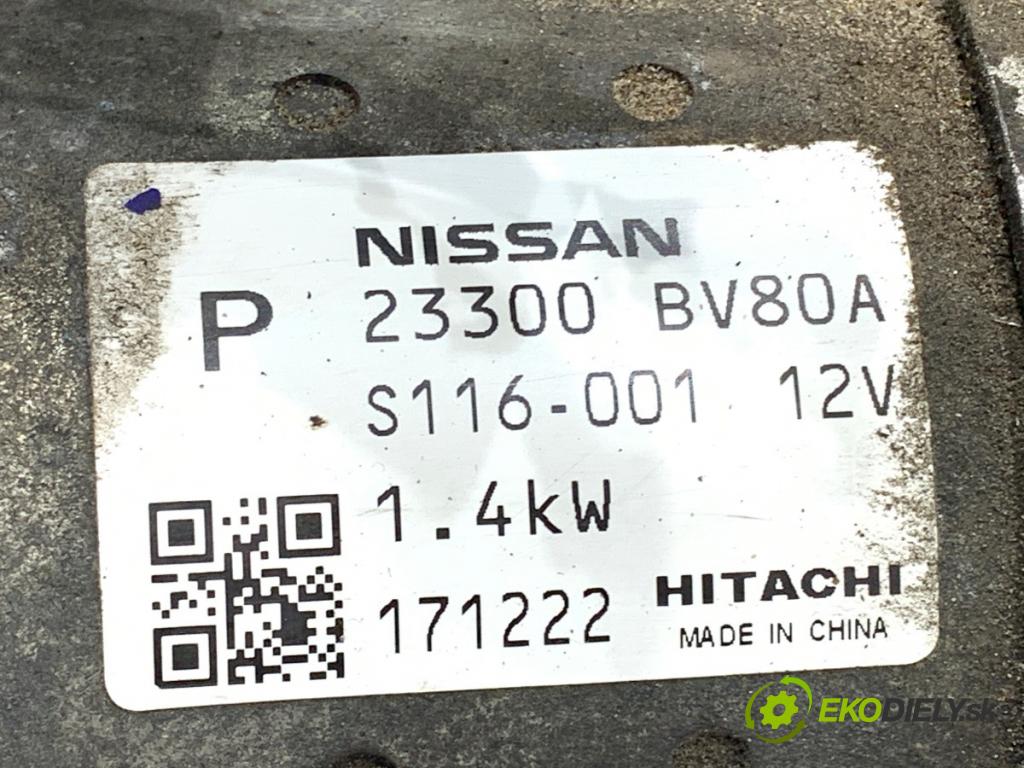 NISSAN
P 23300 BV80A
S116-001 12V
1.4kW
171222 HITACHI
MADE IN CHINA
EKODIELY.sk